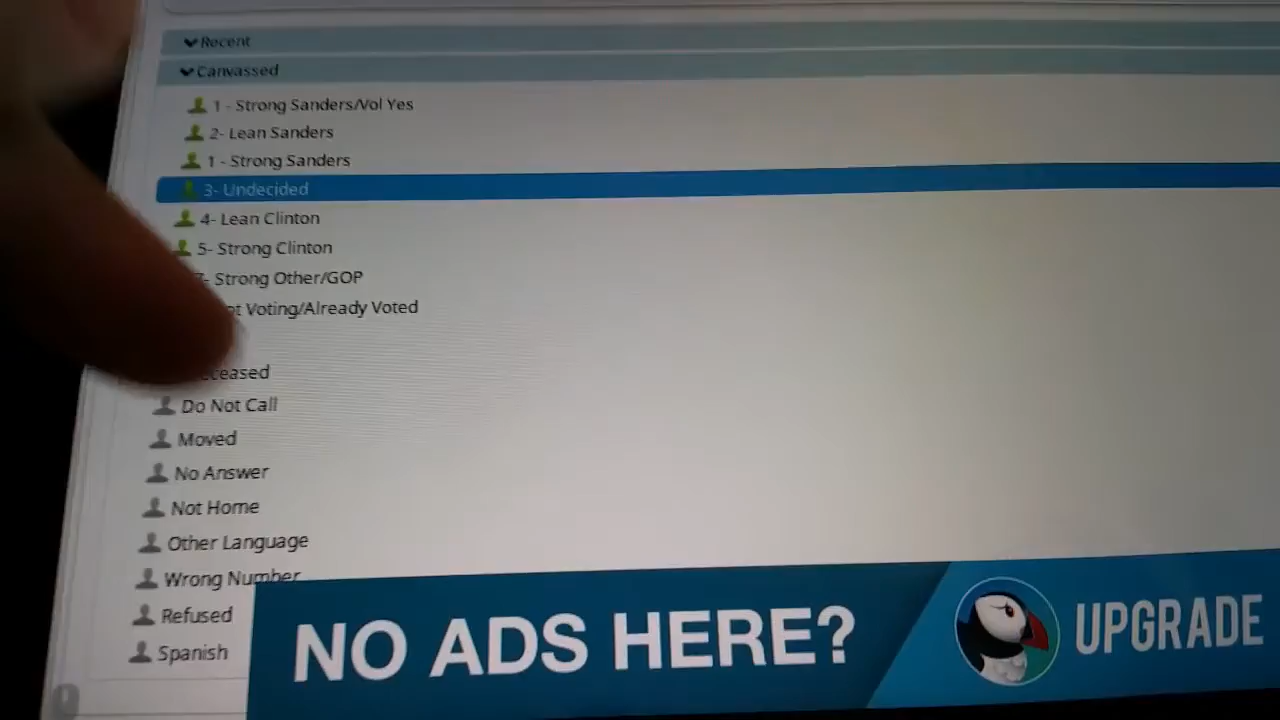 Recent
Canvassed
1 - Strong Sanders/Vol Yes
2- Lean Sanders
1 - Strong Sanders
3- Undecided
4- Lean Clinton
5- Strong Clinton
7- Strong Other/GOP
Voting/Already Voted
Do Not Call
Moved
No Answer
Not Home
Other Language
Wrong Number
Refused
Spanish
NO ADS HERE?
UPGRADE